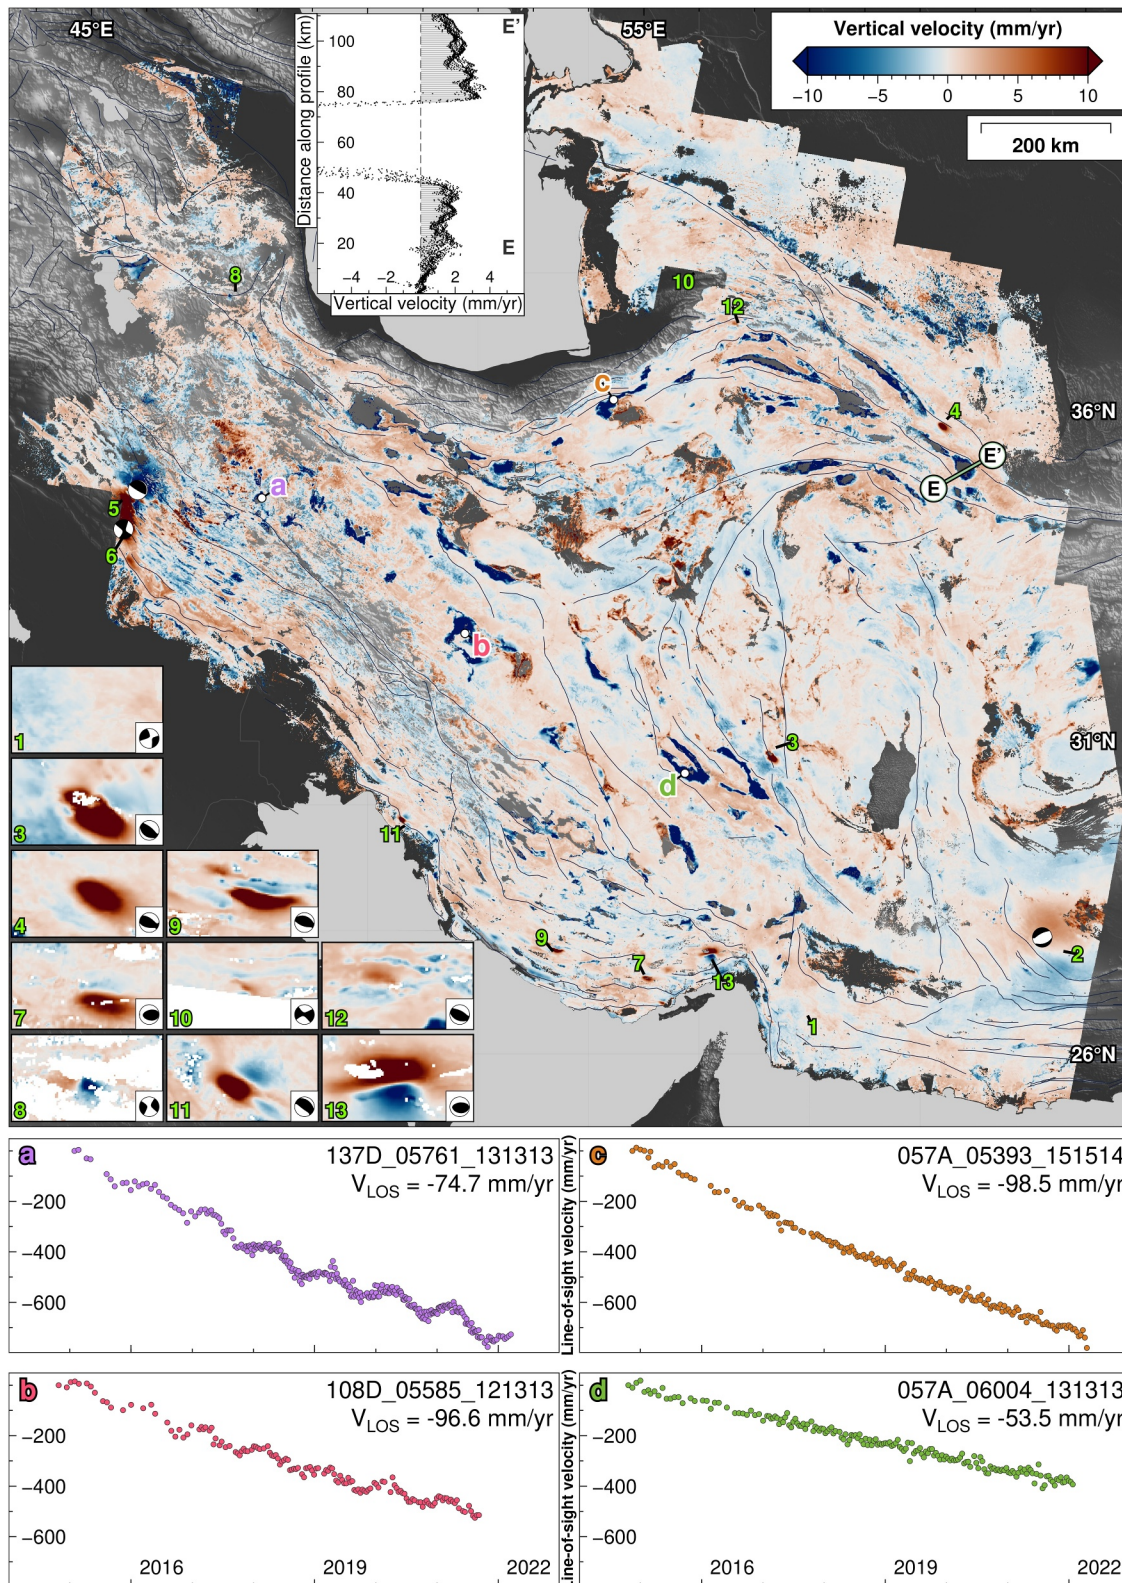 45°E
55°E
Vertical velocity (mm/yr)
−10 −5 0 5 10
200 km
E'
100
80
60
40
20
E
−4 −2 0 2 4
Distance along profile (km)
Vertical velocity (mm/yr)
8
10
12
c
4
36°N
E'
E
a
5
6
b
1
3
31°N
3
d
11
4
9
9
7
13
2
7
10
12
1
26°N
8
11
13
a
137D_05761_131313
VLOS = -74.7 mm/yr
−200
−400
−600
c
057A_05393_151514
VLOS = -98.5 mm/yr
−200
−400
−600
Line-of-sight velocity (mm/yr)
b
108D_05585_121313
VLOS = -96.6 mm/yr
−200
−400
−600
2016 2019 2022
d
057A_06004_131313
VLOS = -53.5 mm/yr
−200
−400
−600
Line-of-sight velocity (mm/yr)
2016 2019 2022